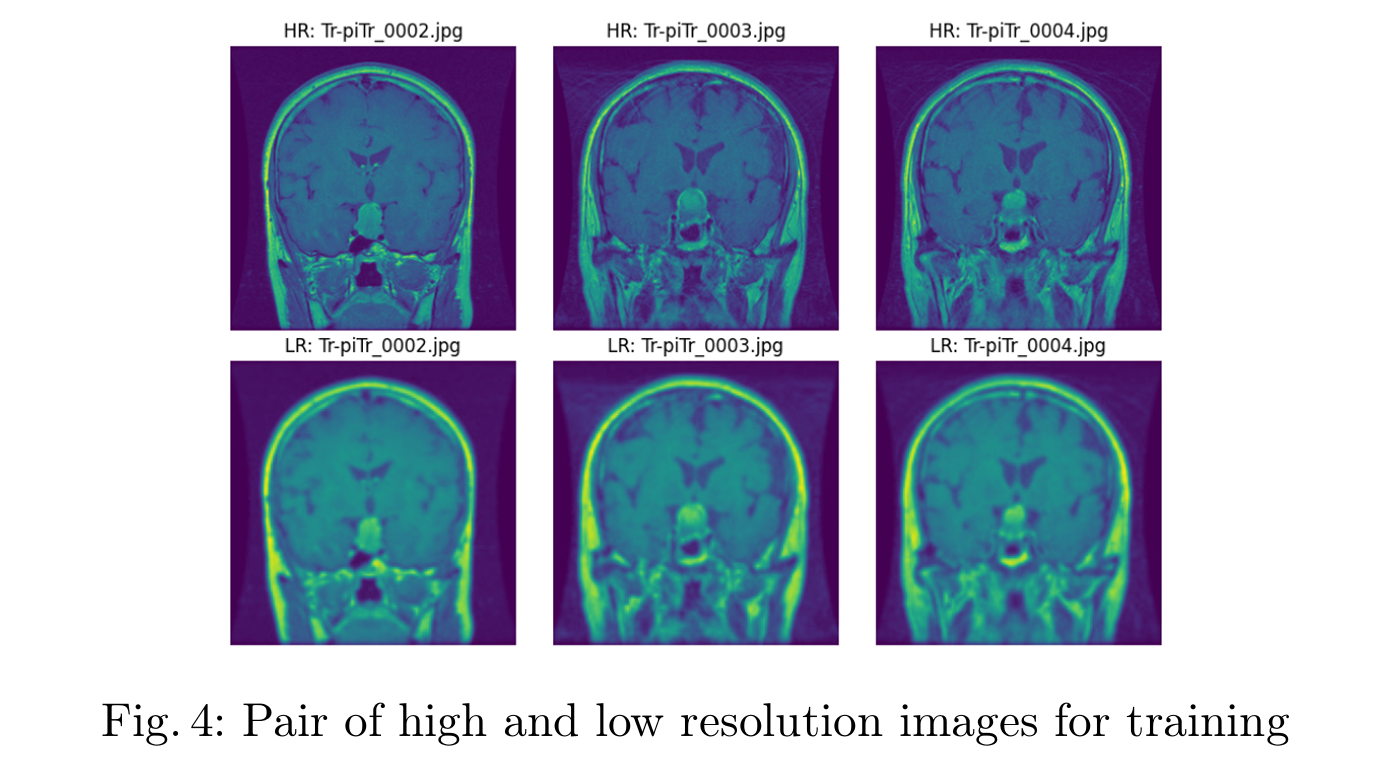 HR: Tr-piTr_0002.jpg
HR: Tr-piTr_0003.jpg
HR: Tr-piTr_0004.jpg
LR: Tr-piTr_0002.jpg
LR: Tr-piTr_0003.jpg
LR: Tr-piTr_0004.jpg
Fig. 4: Pair of high and low resolution images for training